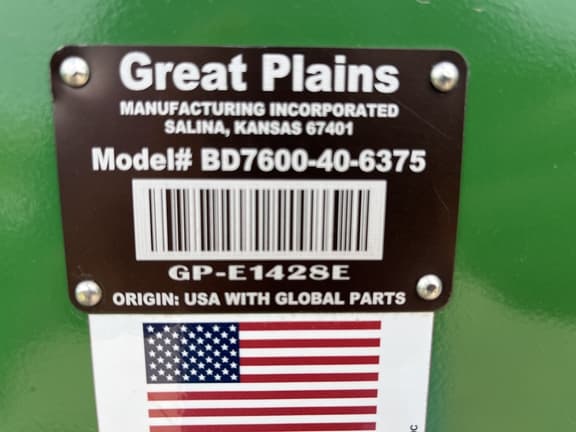 Great Plains
MANUFACTURING INCORPORATED
SALINA, KANSAS 67401
Model# BD7600-40-6375
GP-E1428E
ORIGIN: USA WITH GLOBAL PARTS